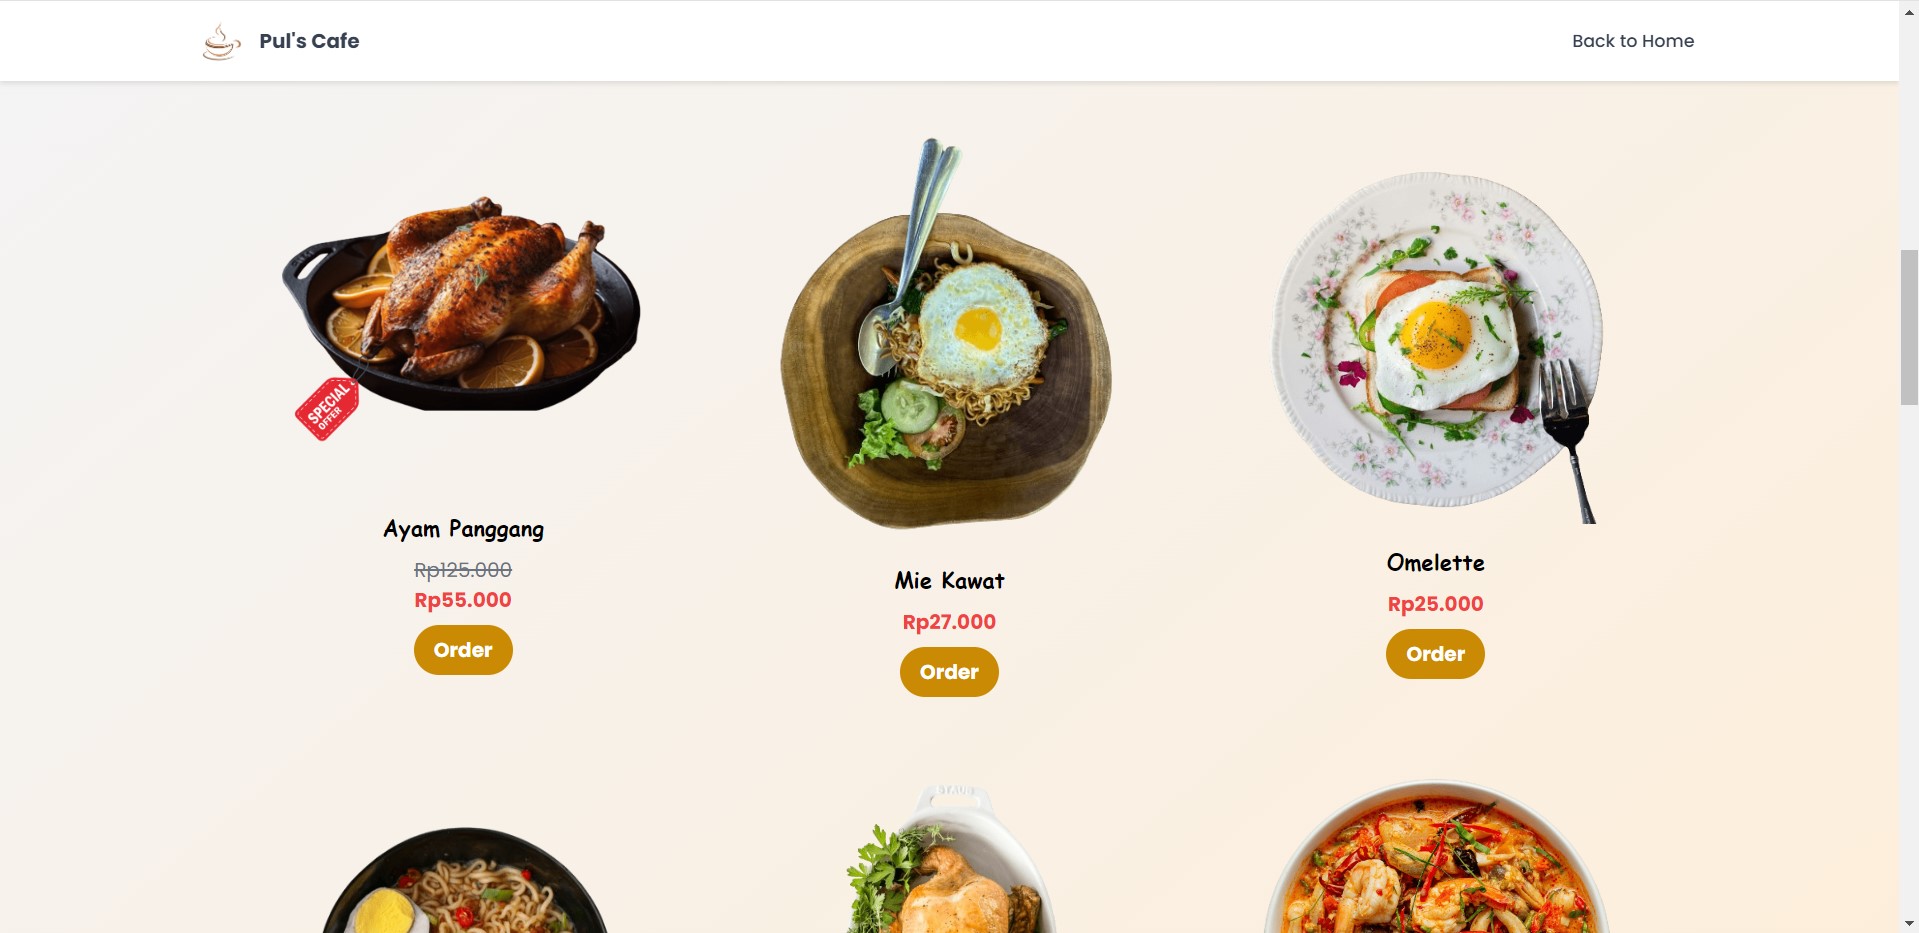 Pul's Cafe
Back to Home
SPECIAL
OFFER
Ayam Panggang
Rp125.000
Rp55.000
Order
Mie Kawat
Rp27.000
Order
Omelette
Rp25.000
Order
STAUB